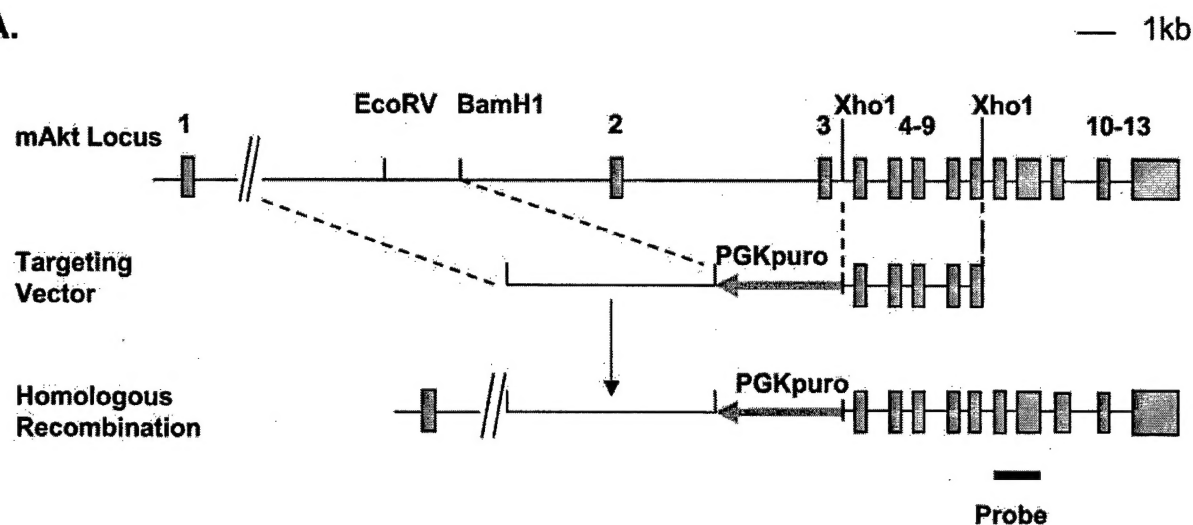 A.
1kb
EcoRV BamH1 Xho1 Xho1
1 2 3 4-9 10-13
mAkt Locus
PGKpuro
Targeting
Vector
PGKpuro
Homologous
Recombination
Probe